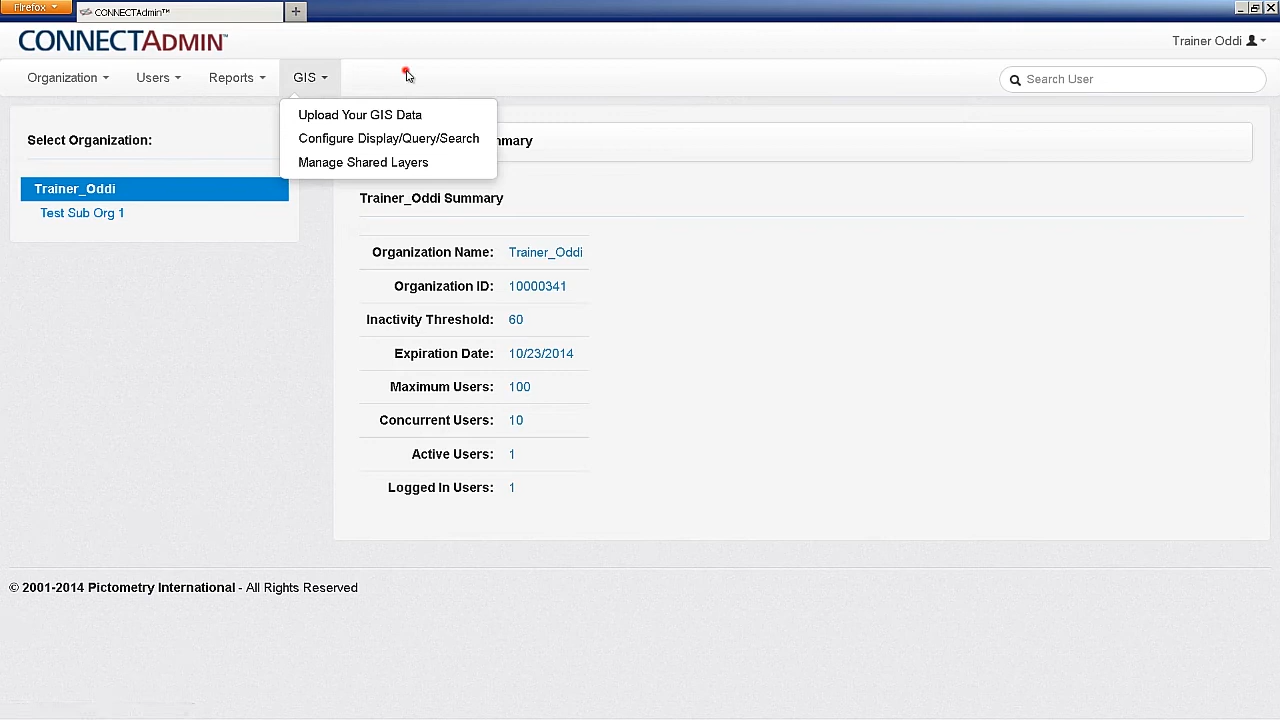 Firefox
CONNECTAdmin™
+
CONNECTADMIN™
Trainer Oddi
Organization
Users
Reports
GIS
Search User
Upload Your GIS Data
Configure Display/Query/Search
Manage Shared Layers
Select Organization:
Trainer_Oddi
Test Sub Org 1
Trainer_Oddi Summary
Organization Name: Trainer_Oddi
Organization ID: 10000341
Inactivity Threshold: 60
Expiration Date: 10/23/2014
Maximum Users: 100
Concurrent Users: 10
Active Users: 1
Logged In Users: 1
© 2001-2014 Pictometry International - All Rights Reserved